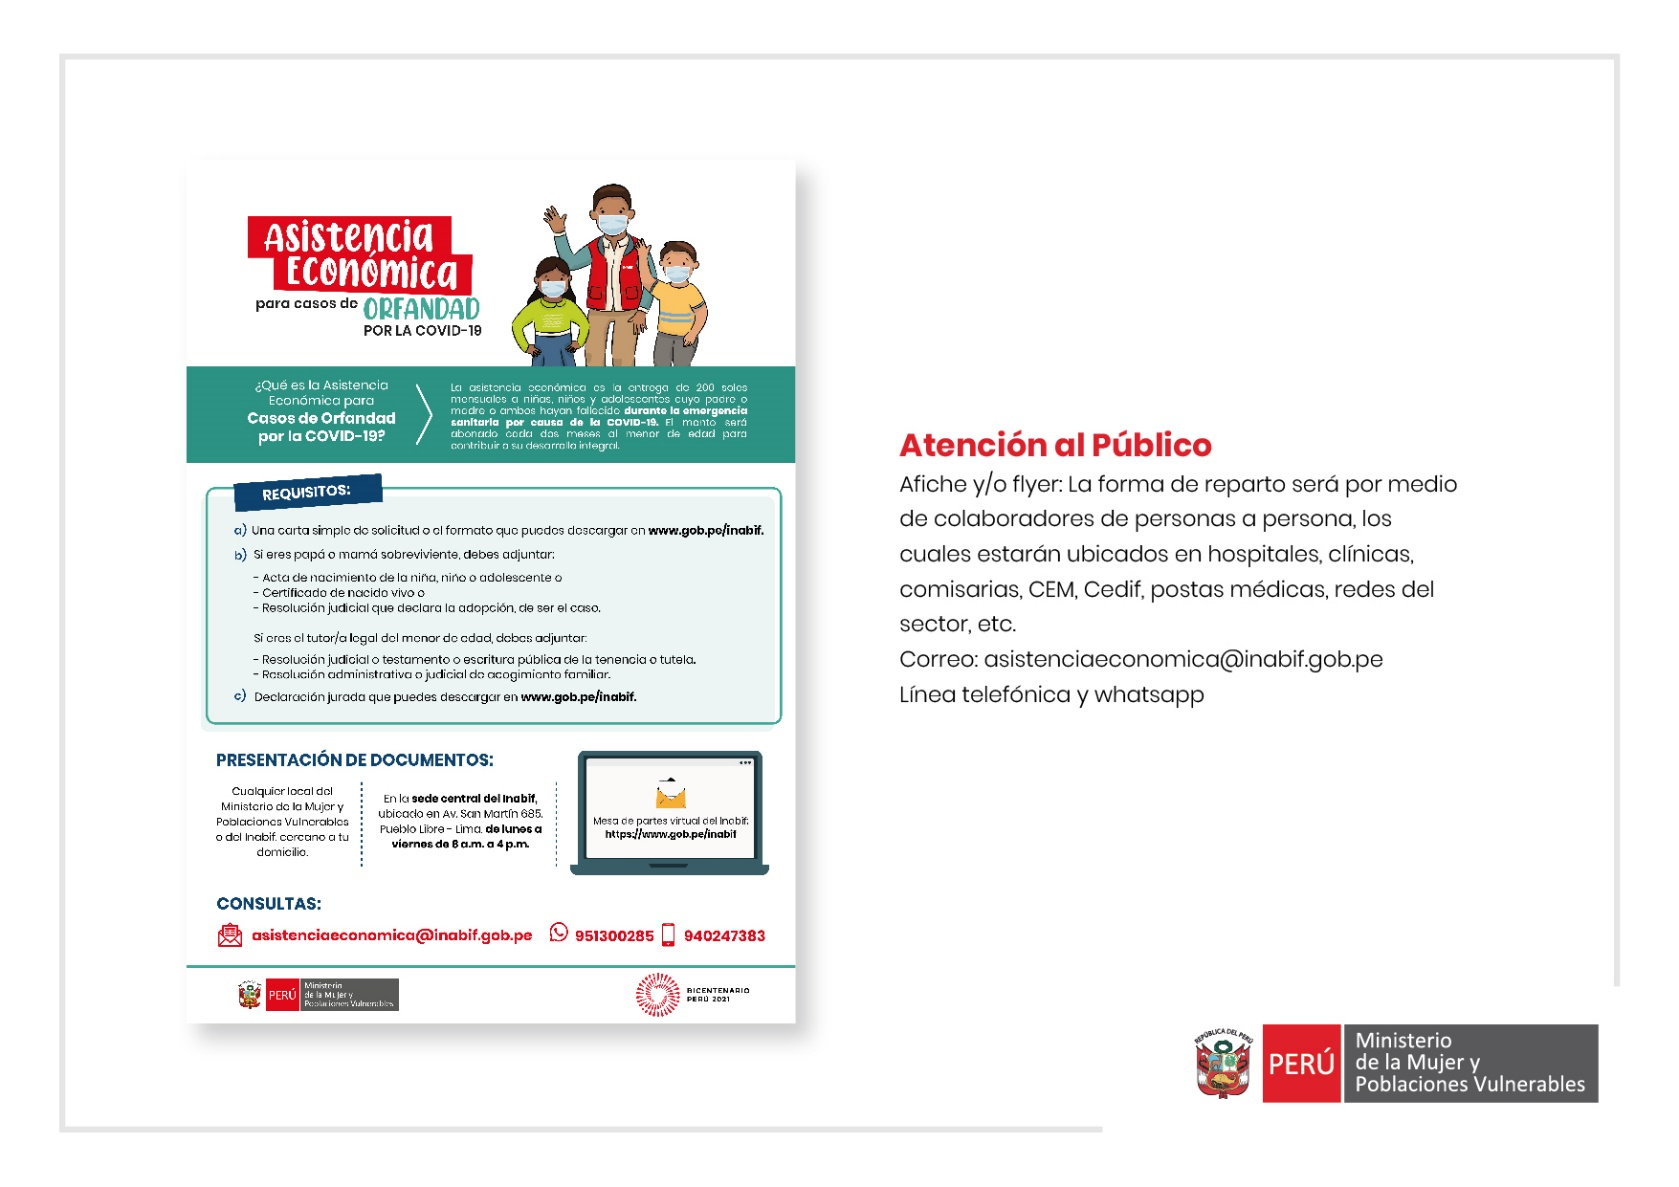 Asistencia
Económica
para casos de ORFANDAD
POR LA COVID-19
¿Qué es la Asistencia
Económica para
Casos de Orfandad
por la COVID-19?
La asistencia económica es la entrega de 200 soles
mensuales a niñas, niños y adolescentes cuyo padre o
madre o ambos hayan fallecido durante la emergencia
sanitaria por causa de la COVID-19. El monto será
abonado cada dos meses al menor de edad para
contribuir a su desarrollo integral.
REQUISITOS:
a) Una carta simple de solicitud o el formato que puedes descargar en www.gob.pe/inabif.
b) Si eres papá o mamá sobreviviente, debes adjuntar:
- Acta de nacimiento de la niña, niño o adolescente o
- Certificado de nacido vivo o
- Resolución judicial que declara la adopción, de ser el caso.
Si eres el tutor/a legal del menor de edad, debes adjuntar:
- Resolución judicial o testamento o escritura pública de la tenencia o tutela.
- Resolución administrativa o judicial de acogimiento familiar.
c) Declaración jurada que puedes descargar en www.gob.pe/inabif.
PRESENTACIÓN DE DOCUMENTOS:
Cualquier local del
Ministerio de la Mujer y
Poblaciones Vulnerables
o del Inabif, cercano a tu
domicilio.
En la sede central del Inabif,
ubicado en Av. San Martín 685,
Pueblo Libre - Lima, de lunes a
viernes de 8 a.m. a 4 p.m.
Mesa de partes virtual del Inabif:
https://www.gob.pe/inabif
CONSULTAS:
asistenciaeconomica@inabif.gob.pe 951300285 940247383
PERÚ
Ministerio
de la Mujer y
Poblaciones Vulnerables
BICENTENARIO
PERÚ 2021
Atención al Público
Afiche y/o flyer: La forma de reparto será por medio
de colaboradores de personas a persona, los
cuales estarán ubicados en hospitales, clínicas,
comisarias, CEM, Cedif, postas médicas, redes del
sector, etc.
Correo: asistenciaeconomica@inabif.gob.pe
Línea telefónica y whatsapp
REPÚBLICA DEL PERÚ
PERÚ
Ministerio
de la Mujer y
Poblaciones Vulnerables